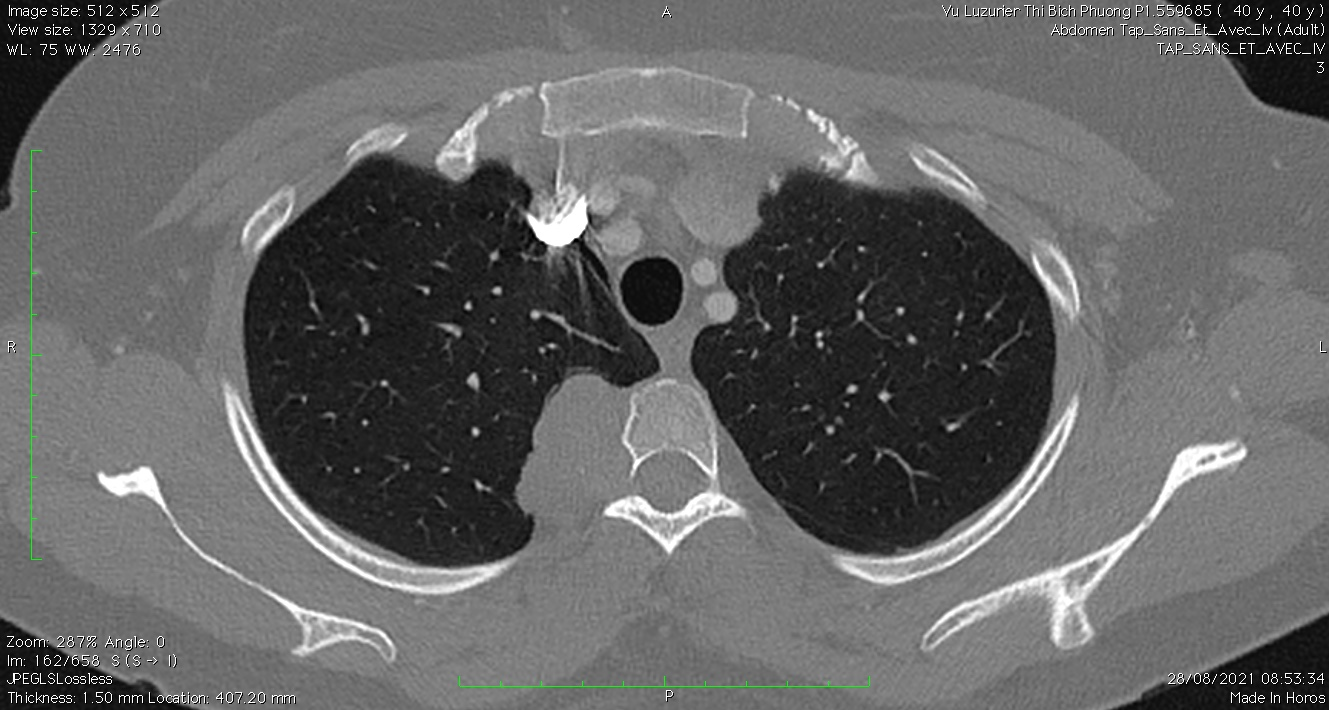 Image size: 512 x 512
View size: 1329 x 710
WL: 75 WW: 2476
A
Vu Luzurier Thi Bich Phuong P1.559685 ( 40 y , 40 y )
Abdomen Tap_Sans_Et_Avec_Iv (Adult)
TAP_SANS_ET_AVEC_IV
3
R
L
Zoom: 287% Angle: 0
Im: 162/658 S (S -> I)
JPEGLSLossless
Thickness: 1.50 mm Location: 407.20 mm
P
28/08/2021 08:53:34
Made In Horos